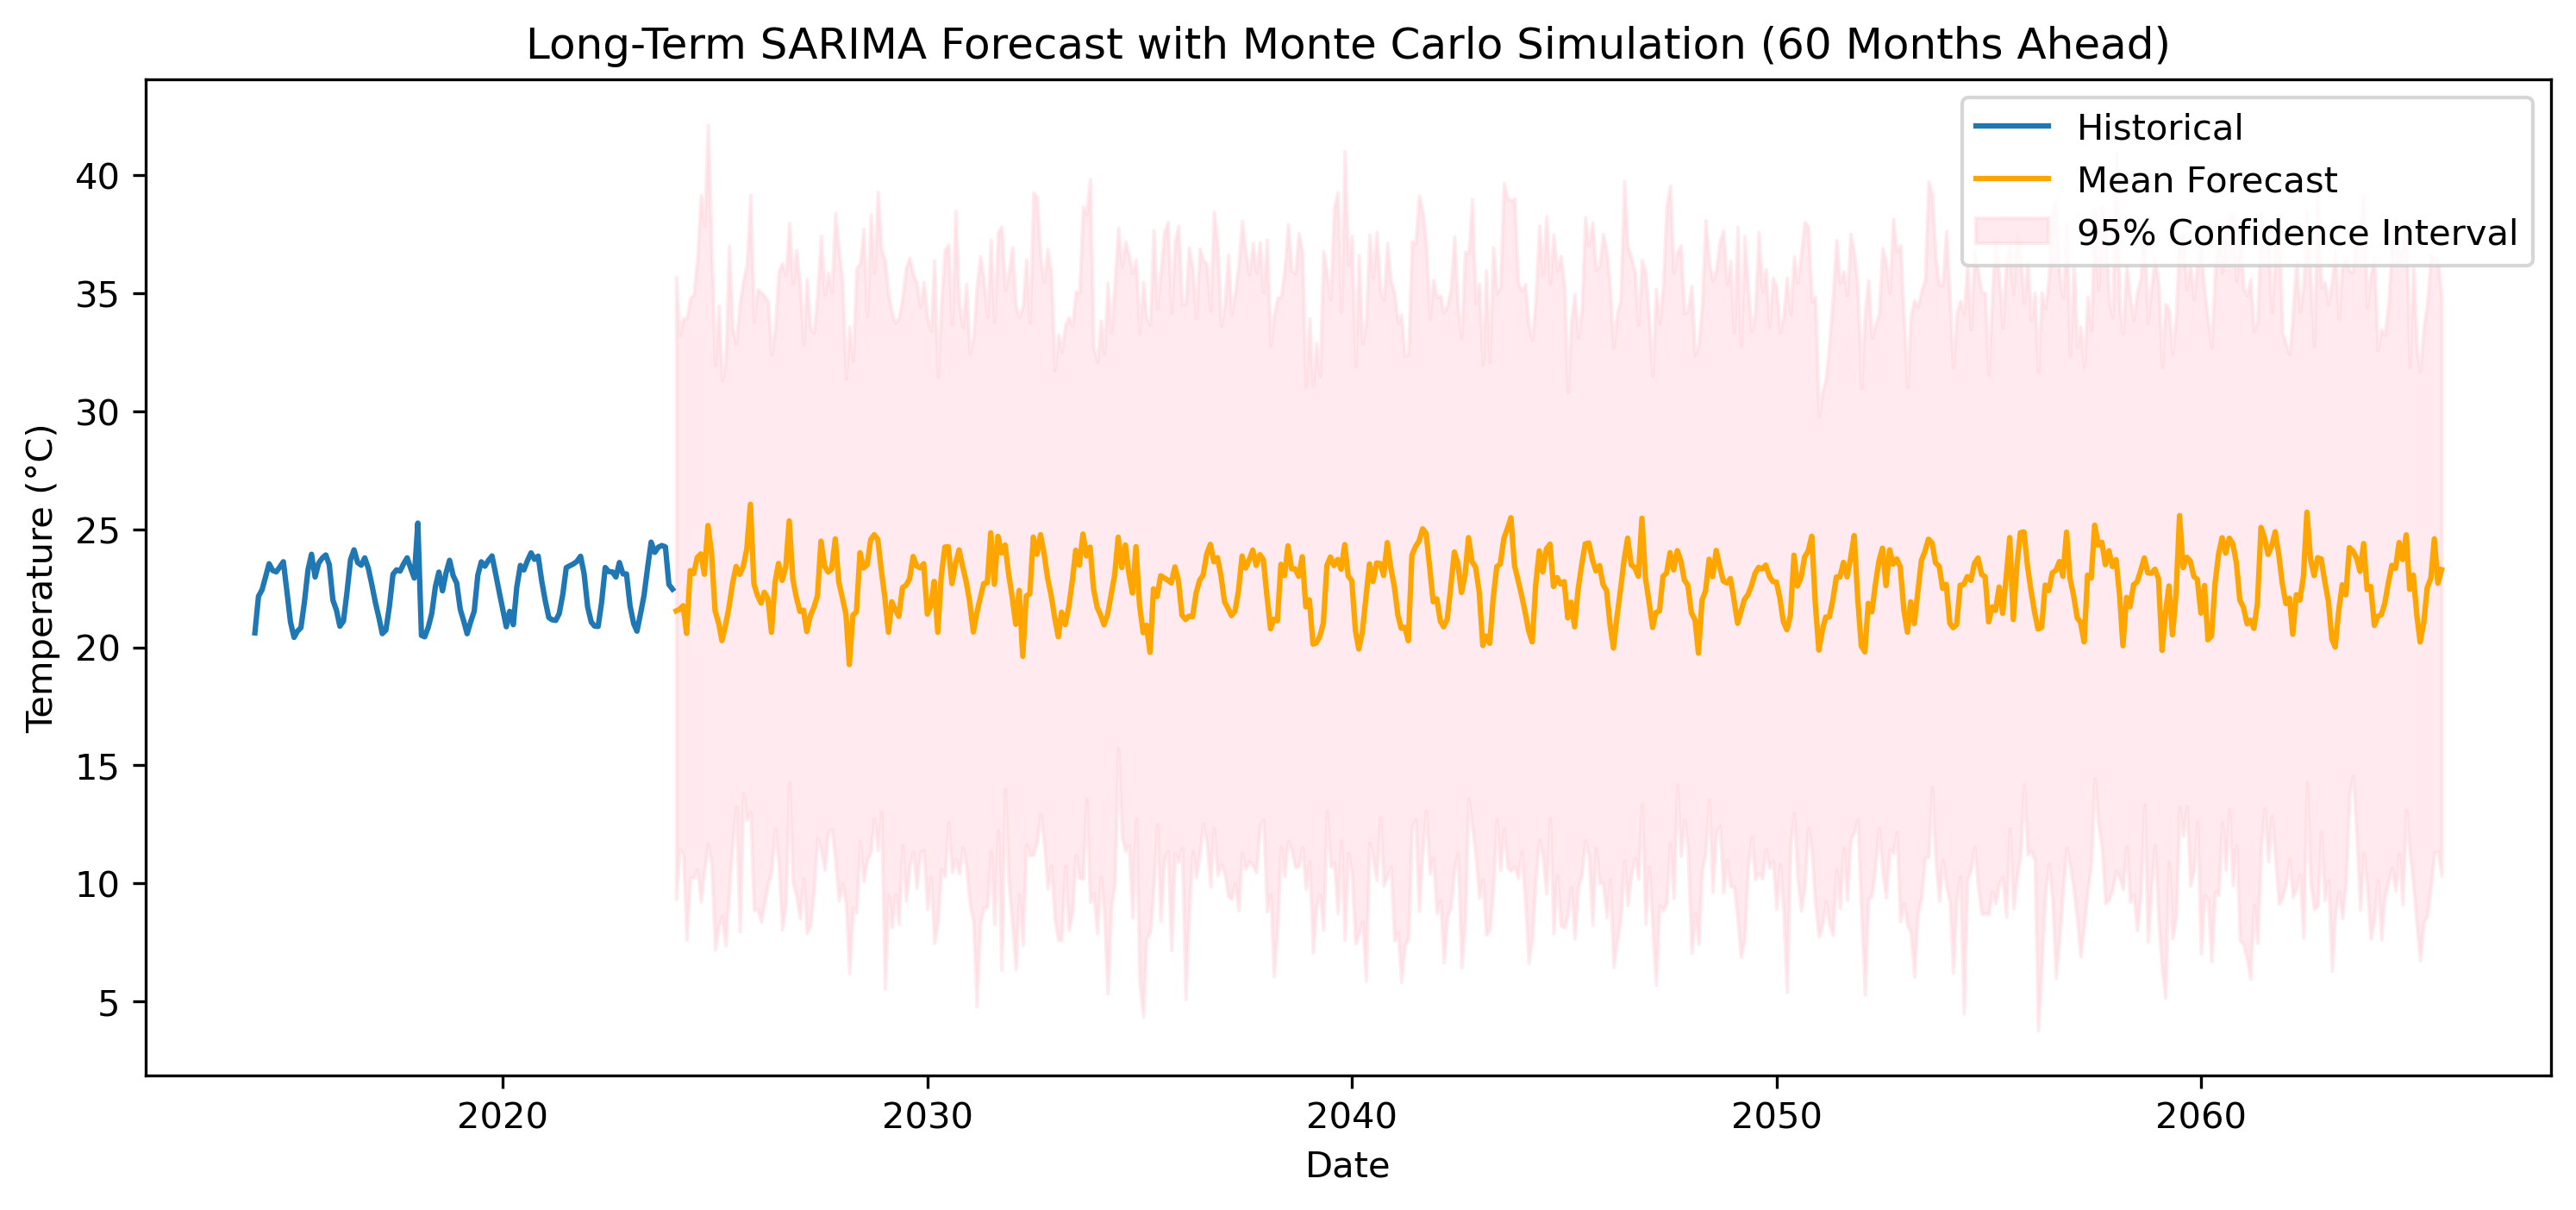 Long-Term SARIMA Forecast with Monte Carlo Simulation (60 Months Ahead)
Historical
Mean Forecast
95% Confidence Interval
Temperature (°C)
40
35
30
25
20
15
10
5
2020
2030
2040
2050
2060
Date